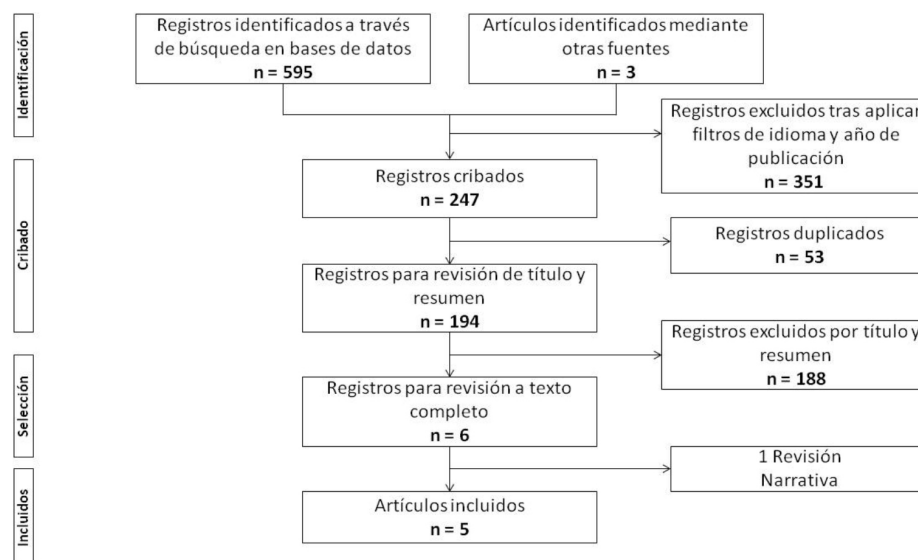 Identificación
Registros identificados a través
de búsqueda en bases de datos
n = 595
Artículos identificados mediante
otras fuentes
n = 3
Registros excluidos tras aplicar
filtros de idioma y año de
publicación
n = 351
Cribado
Registros cribados
n = 247
Registros duplicados
n = 53
Registros para revisión de título y
resumen
n = 194
Registros excluidos por título y
resumen
n = 188
Selección
Registros para revisión a texto
completo
n = 6
1 Revisión
Narrativa
Incluidos
Artículos incluidos
n = 5